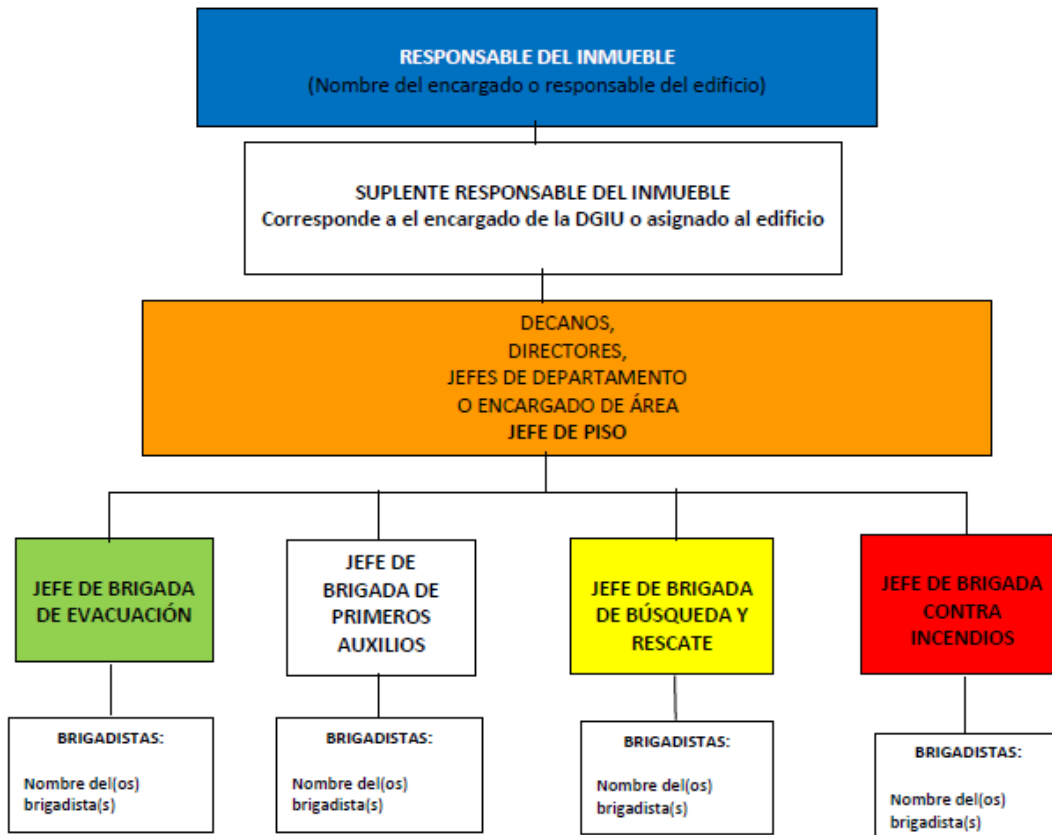 RESPONSABLE DEL INMUEBLE
(Nombre del encargado o responsable del edificio)
SUPLENTE RESPONSABLE DEL INMUEBLE
Corresponde a el encargado de la DGIU o asignado al edificio
DECANOS,
DIRECTORES,
JEFES DE DEPARTAMENTO
O ENCARGADO DE ÁREA
JEFE DE PISO
JEFE DE BRIGADA
DE EVACUACIÓN
JEFE DE
BRIGADA DE
PRIMEROS
AUXILIOS
JEFE DE BRIGADA
DE BÚSQUEDA Y
RESCATE
JEFE DE BRIGADA
CONTRA
INCENDIOS
BRIGADISTAS:
Nombre del(os)
brigadista(s)
BRIGADISTAS:
Nombre del(os)
brigadista(s)
BRIGADISTAS:
Nombre del(os)
brigadista(s)
BRIGADISTAS:
Nombre del(os)
brigadista(s)